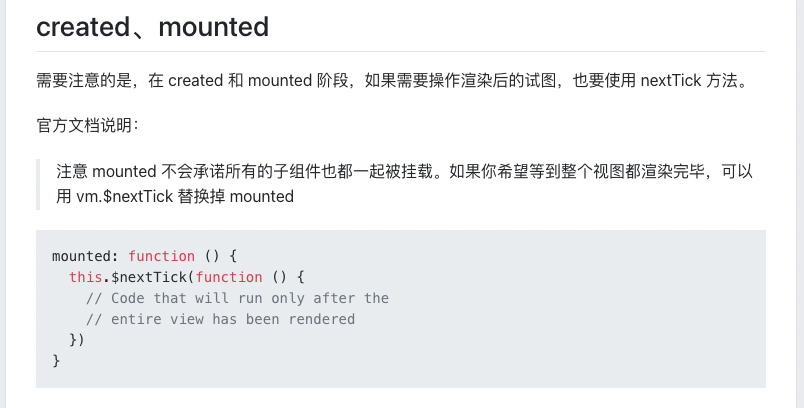 created、mounted
需要注意的是，在 created 和 mounted 阶段，如果需要操作渲染后的试图，也要使用 nextTick 方法。
官方文档说明：
注意 mounted 不会承诺所有的子组件也都一起被挂载。如果你希望等到整个视图都渲染完毕，可以
用 vm.$nextTick 替换掉 mounted
mounted: function () {
  this.$nextTick(function () {
    // Code that will run only after the
    // entire view has been rendered
  })
}